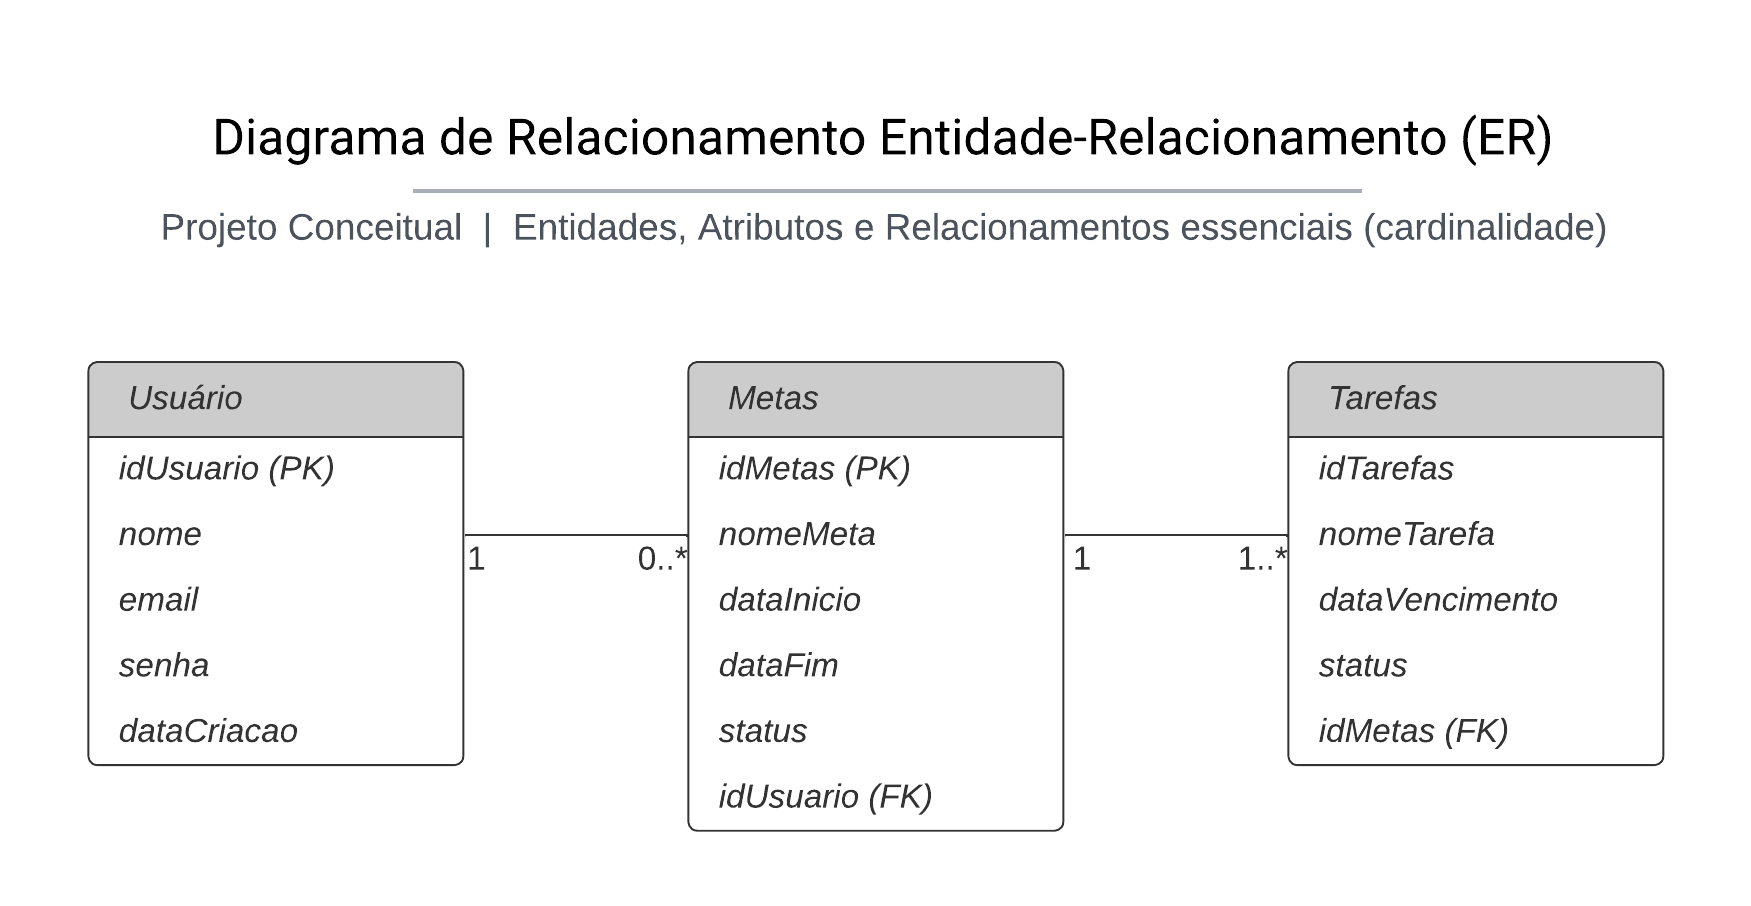 Diagrama de Relacionamento Entidade-Relacionamento (ER)
Projeto Conceitual | Entidades, Atributos e Relacionamentos essenciais (cardinalidade)
Usuário
idUsuario (PK)
nome
email
senha
dataCriacao
1
0..*
Metas
idMetas (PK)
nomeMeta
dataInicio
dataFim
status
idUsuario (FK)
1
1..*
Tarefas
idTarefas
nomeTarefa
dataVencimento
status
idMetas (FK)